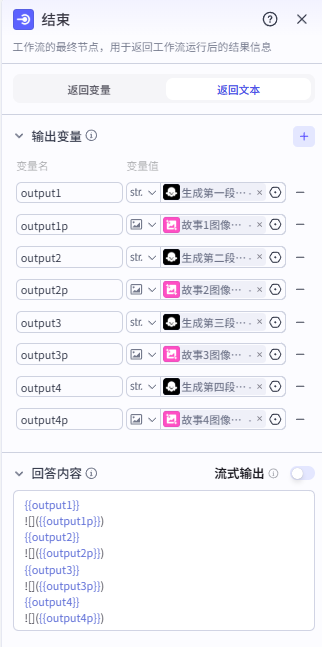 结束
工作流的最终节点，用于返回工作流运行后的结果信息
返回变量 返回文本
输出变量
变量名 变量值
output1 str. 生成第一段···
output1p 故事1图像···
output2 str. 生成第二段···
output2p 故事2图像···
output3 str. 生成第三段···
output3p 故事3图像···
output4 str. 生成第四段···
output4p 故事4图像···
回答内容 流式输出
{{output1}}
![]({{output1p}})
{{output2}}
![]({{output2p}})
{{output3}}
![]({{output3p}})
{{output4}}
![]({{output4p}})